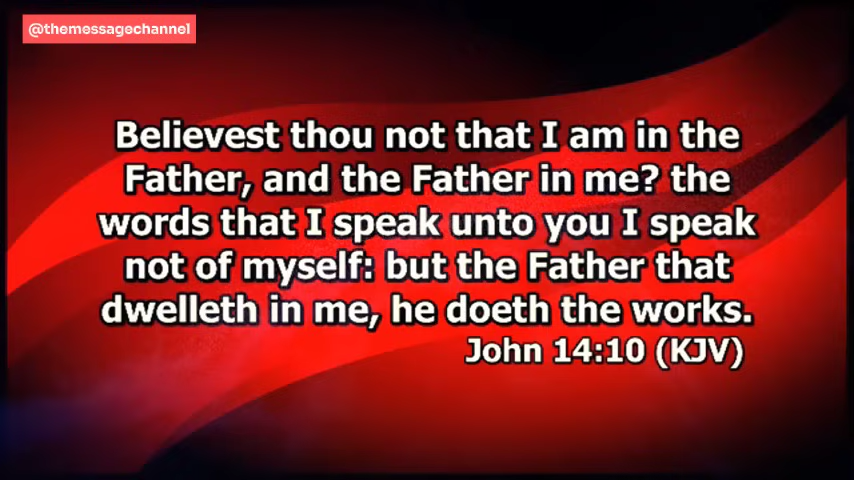 @themessagechannel
Believest thou not that I am in the
Father, and the Father in me? the
words that I speak unto you I speak
not of myself: but the Father that
dwelleth in me, he doeth the works.
John 14:10 (KJV)